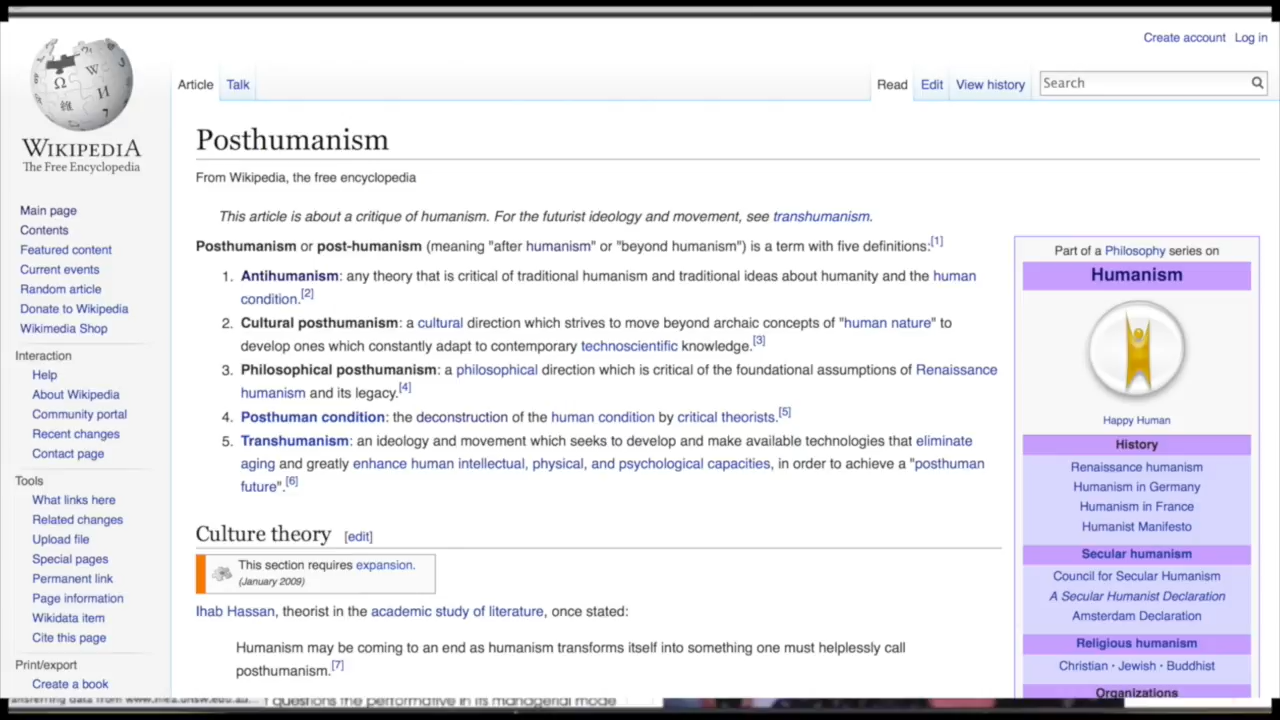 Create account Log in
Article Talk Read Edit View history Search
WIKIPEDIA
The Free Encyclopedia
Main page
Contents
Featured content
Current events
Random article
Donate to Wikipedia
Wikimedia Shop
Interaction
Help
About Wikipedia
Community portal
Recent changes
Contact page
Tools
What links here
Related changes
Upload file
Special pages
Permanent link
Page information
Wikidata item
Cite this page
Print/export
Create a book
Posthumanism
From Wikipedia, the free encyclopedia
This article is about a critique of humanism. For the futurist ideology and movement, see transhumanism.
Posthumanism or post-humanism (meaning "after humanism" or "beyond humanism") is a term with five definitions:[1]
1. Antihumanism: any theory that is critical of traditional humanism and traditional ideas about humanity and the human
condition.[2]
2. Cultural posthumanism: a cultural direction which strives to move beyond archaic concepts of "human nature" to
develop ones which constantly adapt to contemporary technoscientific knowledge.[3]
3. Philosophical posthumanism: a philosophical direction which is critical of the foundational assumptions of Renaissance
humanism and its legacy.[4]
4. Posthuman condition: the deconstruction of the human condition by critical theorists.[5]
5. Transhumanism: an ideology and movement which seeks to develop and make available technologies that eliminate
aging and greatly enhance human intellectual, physical, and psychological capacities, in order to achieve a "posthuman
future".[6]
Culture theory [edit]
This section requires expansion.
(January 2009)
Ihab Hassan, theorist in the academic study of literature, once stated:
Humanism may be coming to an end as humanism transforms itself into something one must helplessly call
posthumanism.[7]
Part of a Philosophy series on
Humanism
Happy Human
History
Renaissance humanism
Humanism in Germany
Humanism in France
Humanist Manifesto
Secular humanism
Council for Secular Humanism
A Secular Humanist Declaration
Amsterdam Declaration
Religious humanism
Christian · Jewish · Buddhist
Organizations
questions the performative in its managerial mode